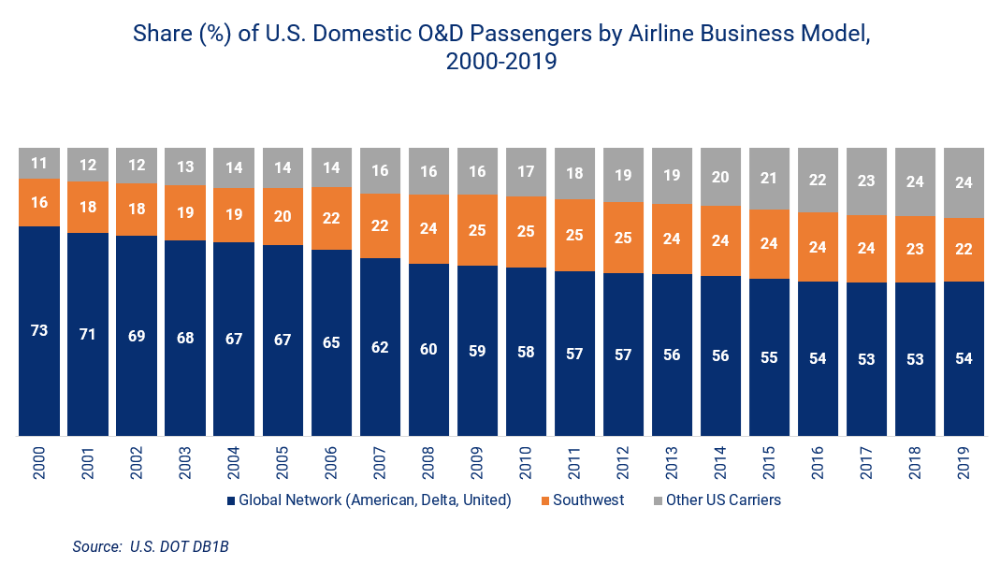 Share (%) of U.S. Domestic O&D Passengers by Airline Business Model,
2000-2019
11 12 12 13 14 14 14 16 16 16 17 18 19 19 20 21 22 23 24 24
16 18 18 19 19 20 22 22 24 25 25 25 25 24 24 24 24 24 23 22
73 71 69 68 67 67 65 62 60 59 58 57 57 56 56 55 54 53 53 54
2000 2001 2002 2003 2004 2005 2006 2007 2008 2009 2010 2011 2012 2013 2014 2015 2016 2017 2018 2019
Global Network (American, Delta, United) Southwest Other US Carriers
Source: U.S. DOT DB1B